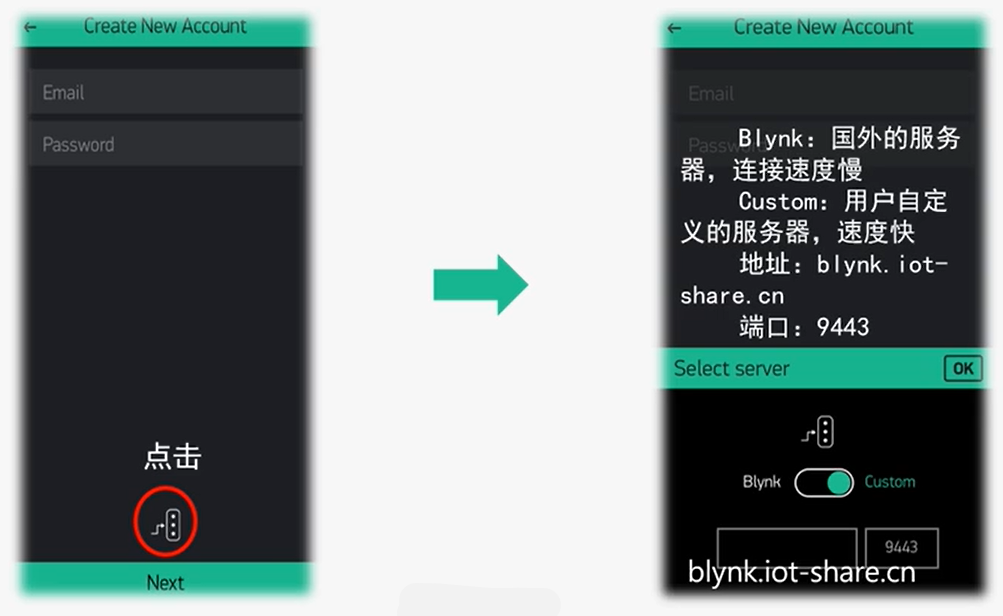 Create New Account
Email
Password
点击
Next
Create New Account
Email
Password
Blynk：国外的服务
器，连接速度慢
Custom：用户自定
义的服务器，速度快
地址：blynk.iot-
share.cn
端口：9443
Select server
OK
Blynk
Custom
9443
blynk.iot-share.cn